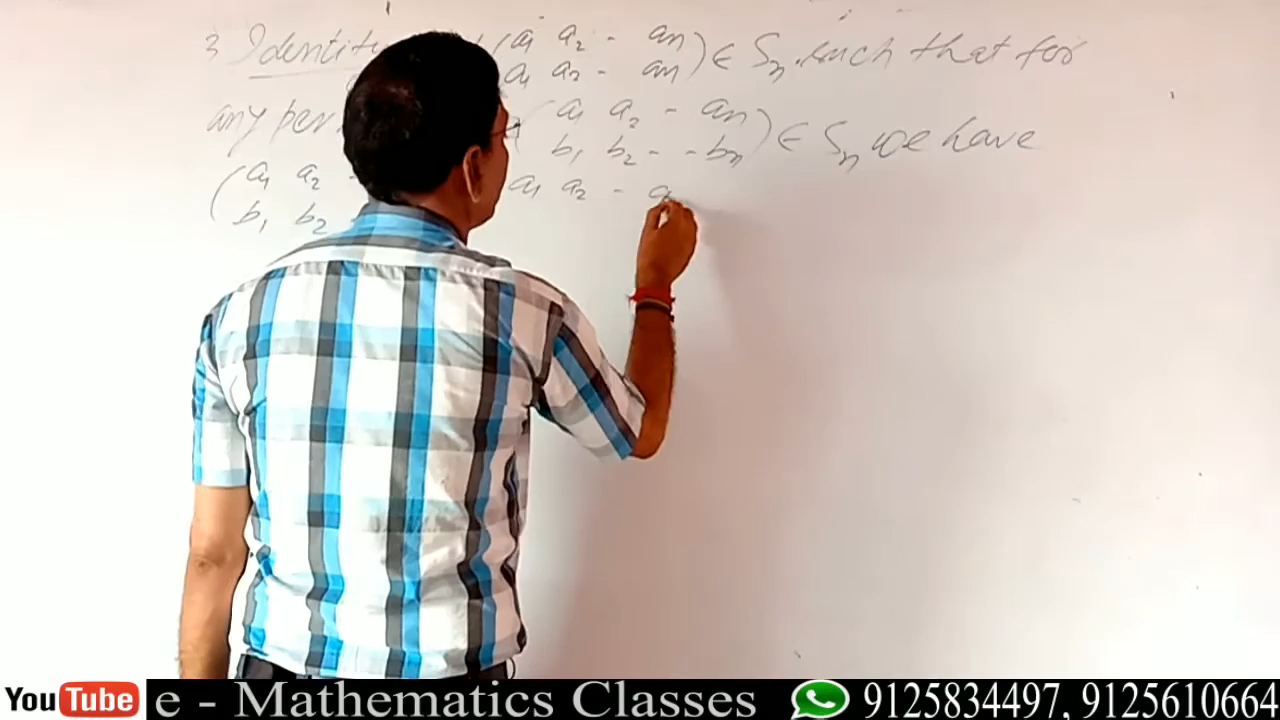 3 Identit a₁ a₂ - an
a₁ a₂ - an ) ∈ Sn such that for
any per a₁ a₂ - an
b₁ b₂ - - bn ) ∈ Sn we have
( a₁ a₂ - a₁ a₂ - a
b₁ b₂
YouTube e - Mathematics Classes 9125834497, 9125610664